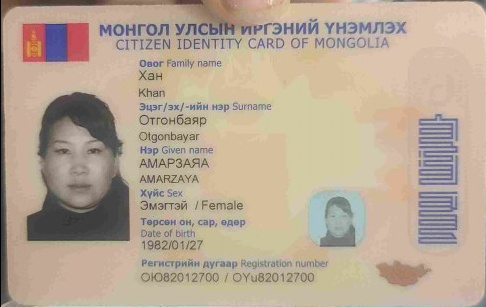 МОНГОЛ УЛСЫН ИРГЭНИЙ ҮНЭМЛЭХ
CITIZEN IDENTITY CARD OF MONGOLIA
Овог Family name
Хан
Khan
Эцэг/эх/-ийн нэр Surname
Отгонбаяр
Otgonbayar
Нэр Given name
АМАРЗАЯА
AMARZAYA
Хүйс Sex
Эмэгтэй / Female
Төрсөн он, сар, өдөр
Date of birth
1982/01/27
Регистрийн дугаар Registration number
ОЮ82012700 / OYu82012700